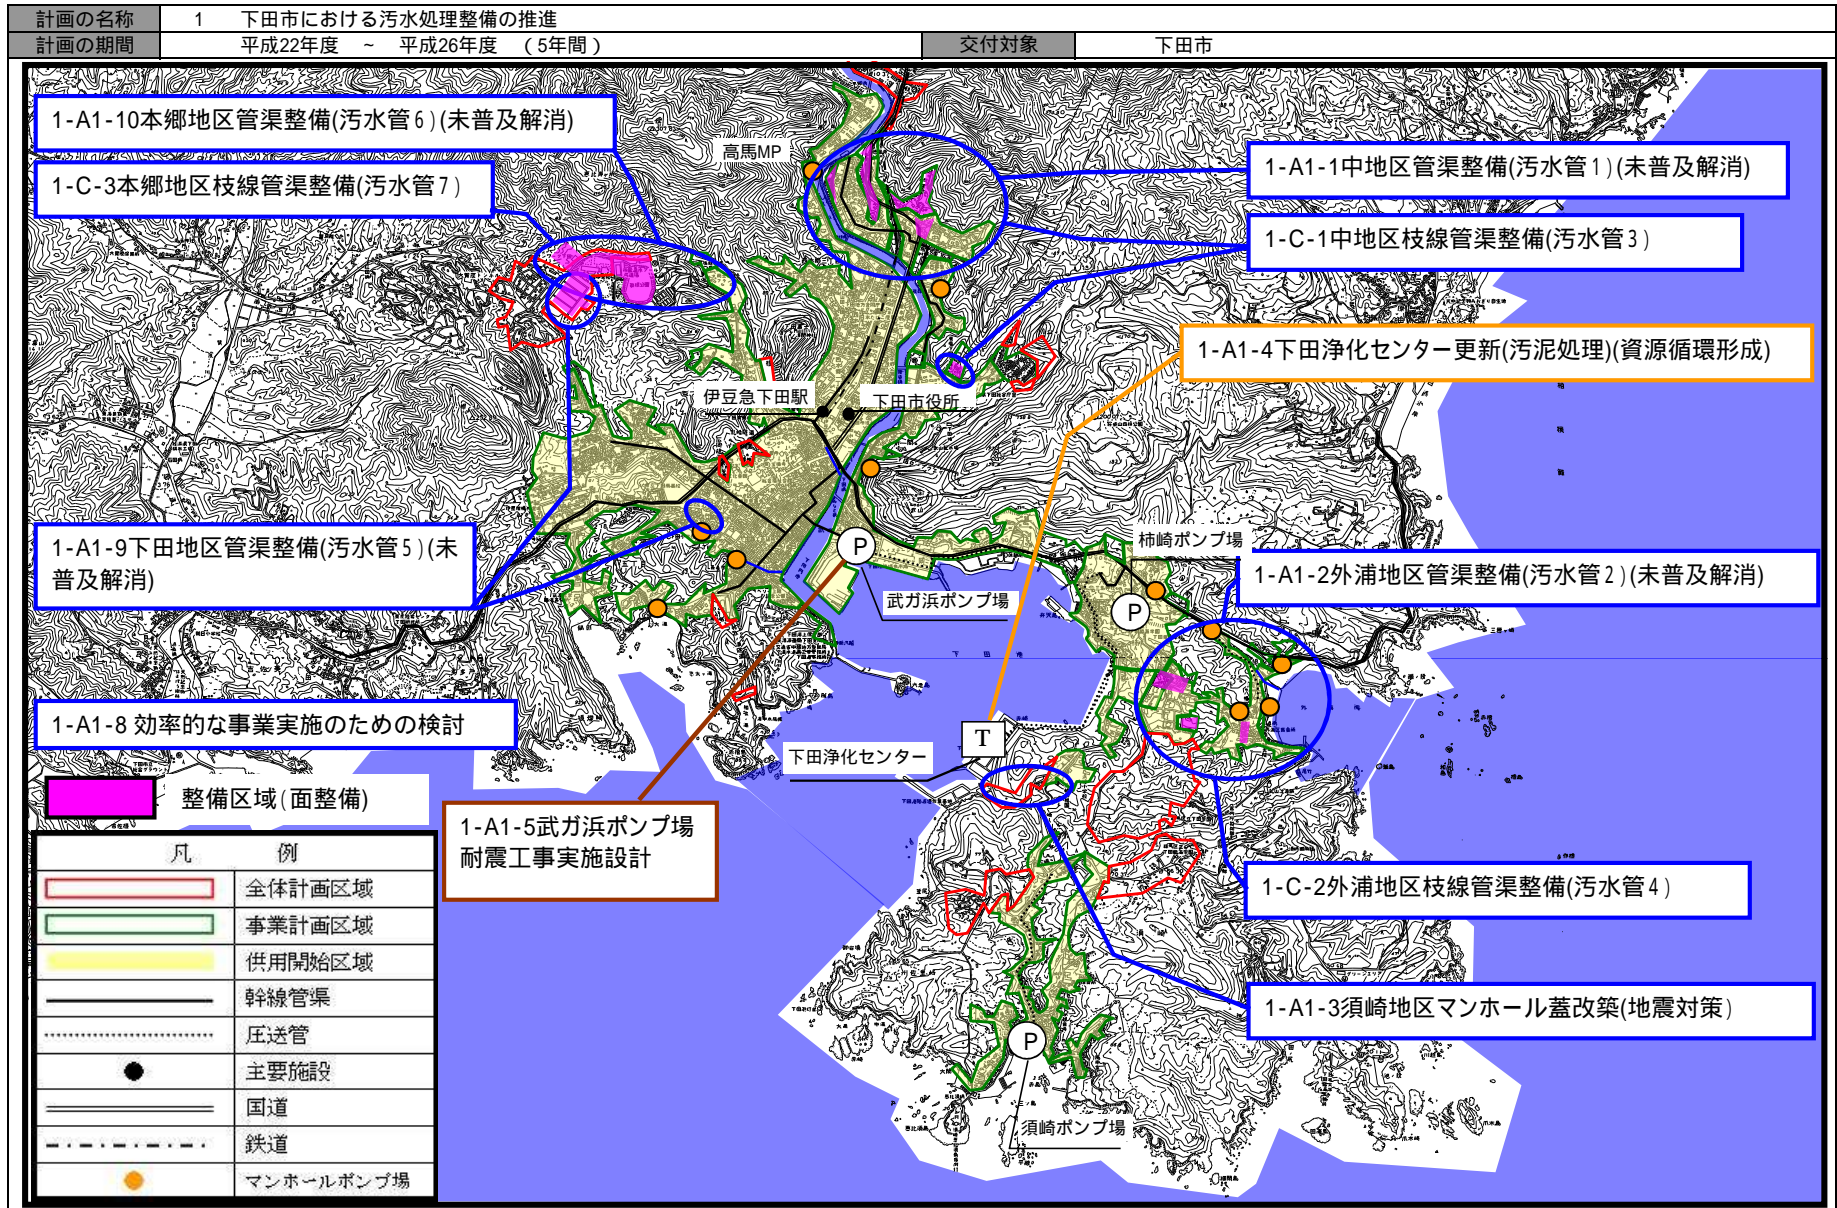 計画の名称 1 下田市における汚水処理整備の推進
計画の期間 平成22年度 ~ 平成26年度 (5年間) 交付対象 下田市
1-A1-10本郷地区管渠整備(汚水管6)(未普及解消)
1-C-3本郷地区枝線管渠整備(汚水管7)
高馬MP
1-A1-1中地区管渠整備(汚水管1)(未普及解消)
1-C-1中地区枝線管渠整備(汚水管3)
1-A1-4下田浄化センター更新(汚泥処理)(資源循環形成)
伊豆急下田駅
下田市役所
1-A1-9下田地区管渠整備(汚水管5)(未
普及解消)
P
武ガ浜ポンプ場
柿崎ポンプ場
P
1-A1-2外浦地区管渠整備(汚水管2)(未普及解消)
下田港
1-A1-8 効率的な事業実施のための検討
T
下田浄化センター
整備区域(面整備)
1-A1-5武ガ浜ポンプ場
耐震工事実施設計
1-C-2外浦地区枝線管渠整備(汚水管4)
1-A1-3須崎地区マンホール蓋改築(地震対策)
P
須崎ポンプ場
凡 例
全体計画区域
事業計画区域
供用開始区域
幹線管渠
圧送管
主要施設
国道
鉄道
マンホールポンプ場